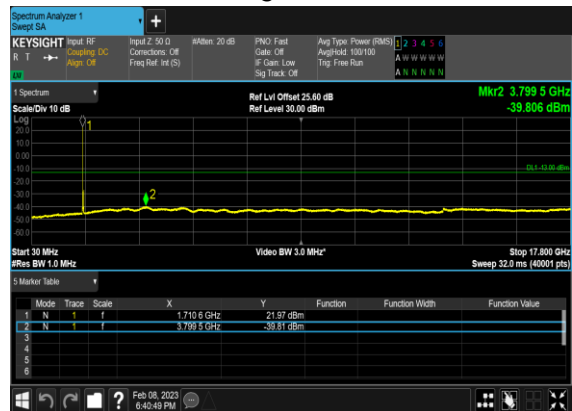 Spectrum Analyzer 1
Swept SA
KEYSIGHT Input: RF Input Z: 50 Ω #Atten: 20 dB PNO: Fast Avg Type: Power (RMS) 1 2 3 4 5 6
R T Coupling: DC Corrections: Off Gate: Off Avg|Hold: 100/100 A W W W W W
Align: Off Freq Ref: Int (S) IF Gain: Low Trig: Free Run A N N N N N
LW Sig Track: Off
1 Spectrum Ref Lvl Offset 25.60 dB Mkr2 3.799 5 GHz
Scale/Div 10 dB Ref Level 30.00 dBm -39.806 dBm
Log
1
20.0
10.0
0.00
-10.0
DL1 -13.00 dBm
-20.0
-30.0
2
-40.0
-50.0
-60.0
Start 30 MHz Video BW 3.0 MHz* Stop 17.800 GHz
#Res BW 1.0 MHz Sweep 32.0 ms (40001 pts)
5 Marker Table
Mode Trace Scale X Y Function Function Width Function Value
1 N 1 f 1.710 6 GHz 21.97 dBm
2 N 1 f 3.799 5 GHz -39.81 dBm
3
4
5
6
? Feb 08, 2023
6:40:49 PM